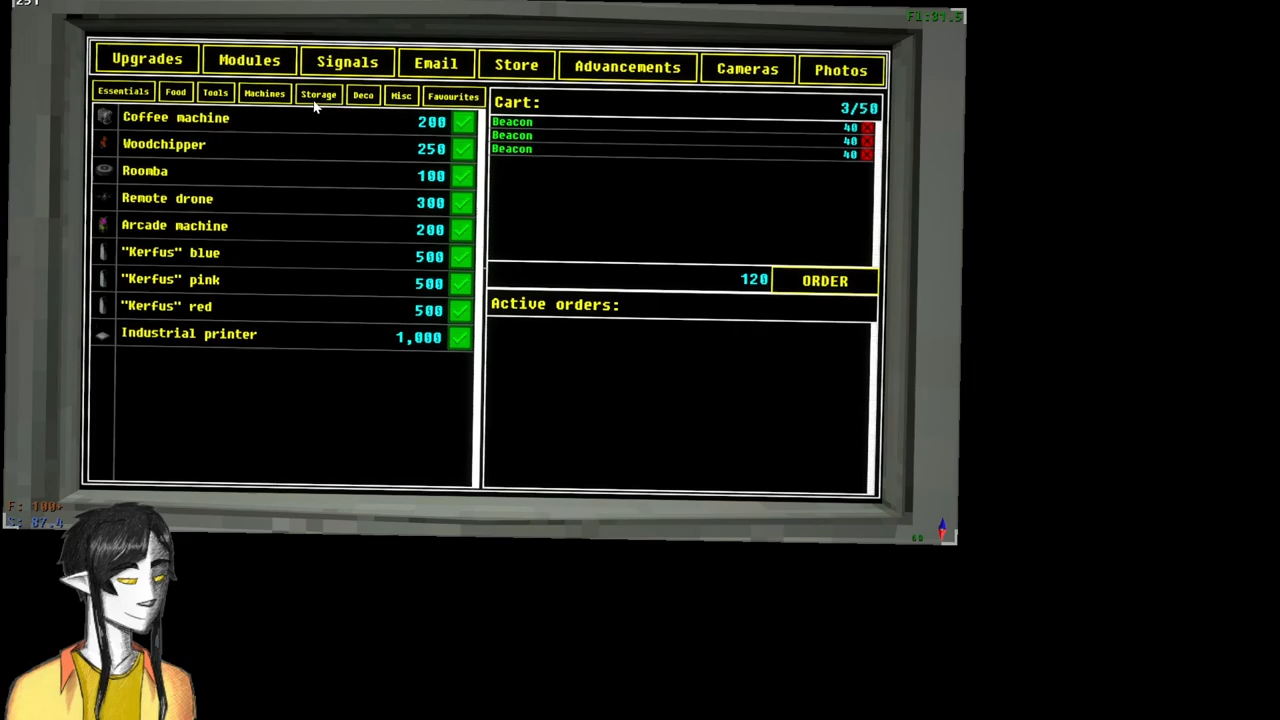 Upgrades Modules Signals Email Store Advancements Cameras Photos
Essentials Food Tools Machines Storage Deco Misc Favourites
Coffee machine 200
Woodchipper 250
Roomba 100
Remote drone 300
Arcade machine 200
"Kerfus" blue 500
"Kerfus" pink 500
"Kerfus" red 500
Industrial printer 1,000
Cart: 3/50
Beacon 40
Beacon 40
Beacon 40
120 ORDER
Active orders:
F: 100+
60